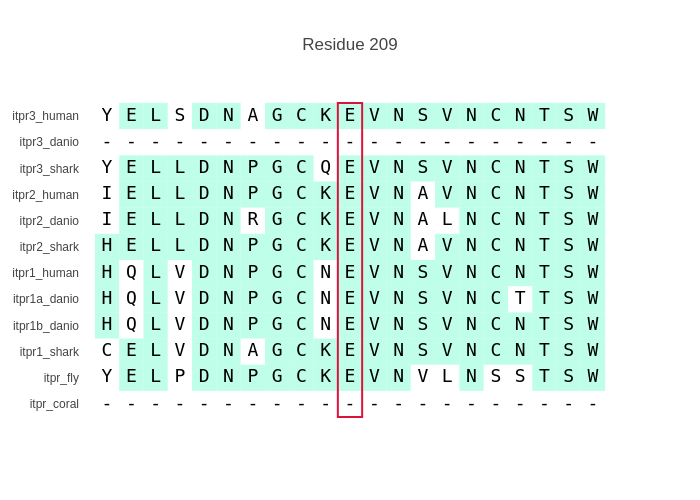 Residue 209
itpr3_human Y E L S D N A G C K E V N S V N C N T S W
itpr3_danio - - - - - - - - - - - - - - - - - - - - -
itpr3_shark Y E L L D N P G C Q E V N S V N C N T S W
itpr2_human I E L L D N P G C K E V N A V N C N T S W
itpr2_danio I E L L D N R G C K E V N A L N C N T S W
itpr2_shark H E L L D N P G C K E V N A V N C N T S W
itpr1_human H Q L V D N P G C N E V N S V N C N T S W
itpr1a_danio H Q L V D N P G C N E V N S V N C T T S W
itpr1b_danio H Q L V D N P G C N E V N S V N C N T S W
itpr1_shark C E L V D N A G C K E V N S V N C N T S W
itpr_fly Y E L P D N P G C K E V N V L N S S T S W
itpr_coral - - - - - - - - - - - - - - - - - - - - -